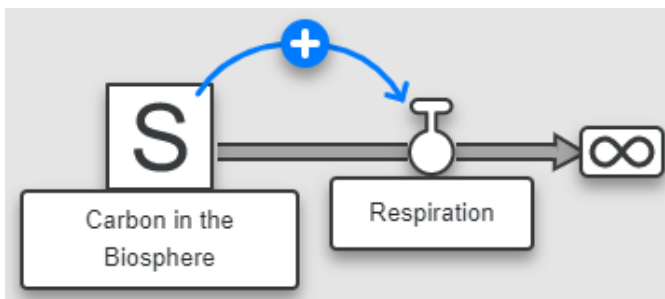 S
Carbon in the
Biosphere
Respiration
∞